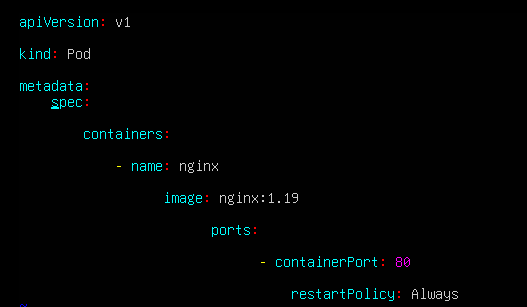 apiVersion: v1
kind: Pod
metadata:
spec:
containers:
- name: nginx
image: nginx:1.19
ports:
- containerPort: 80
restartPolicy: Always
~